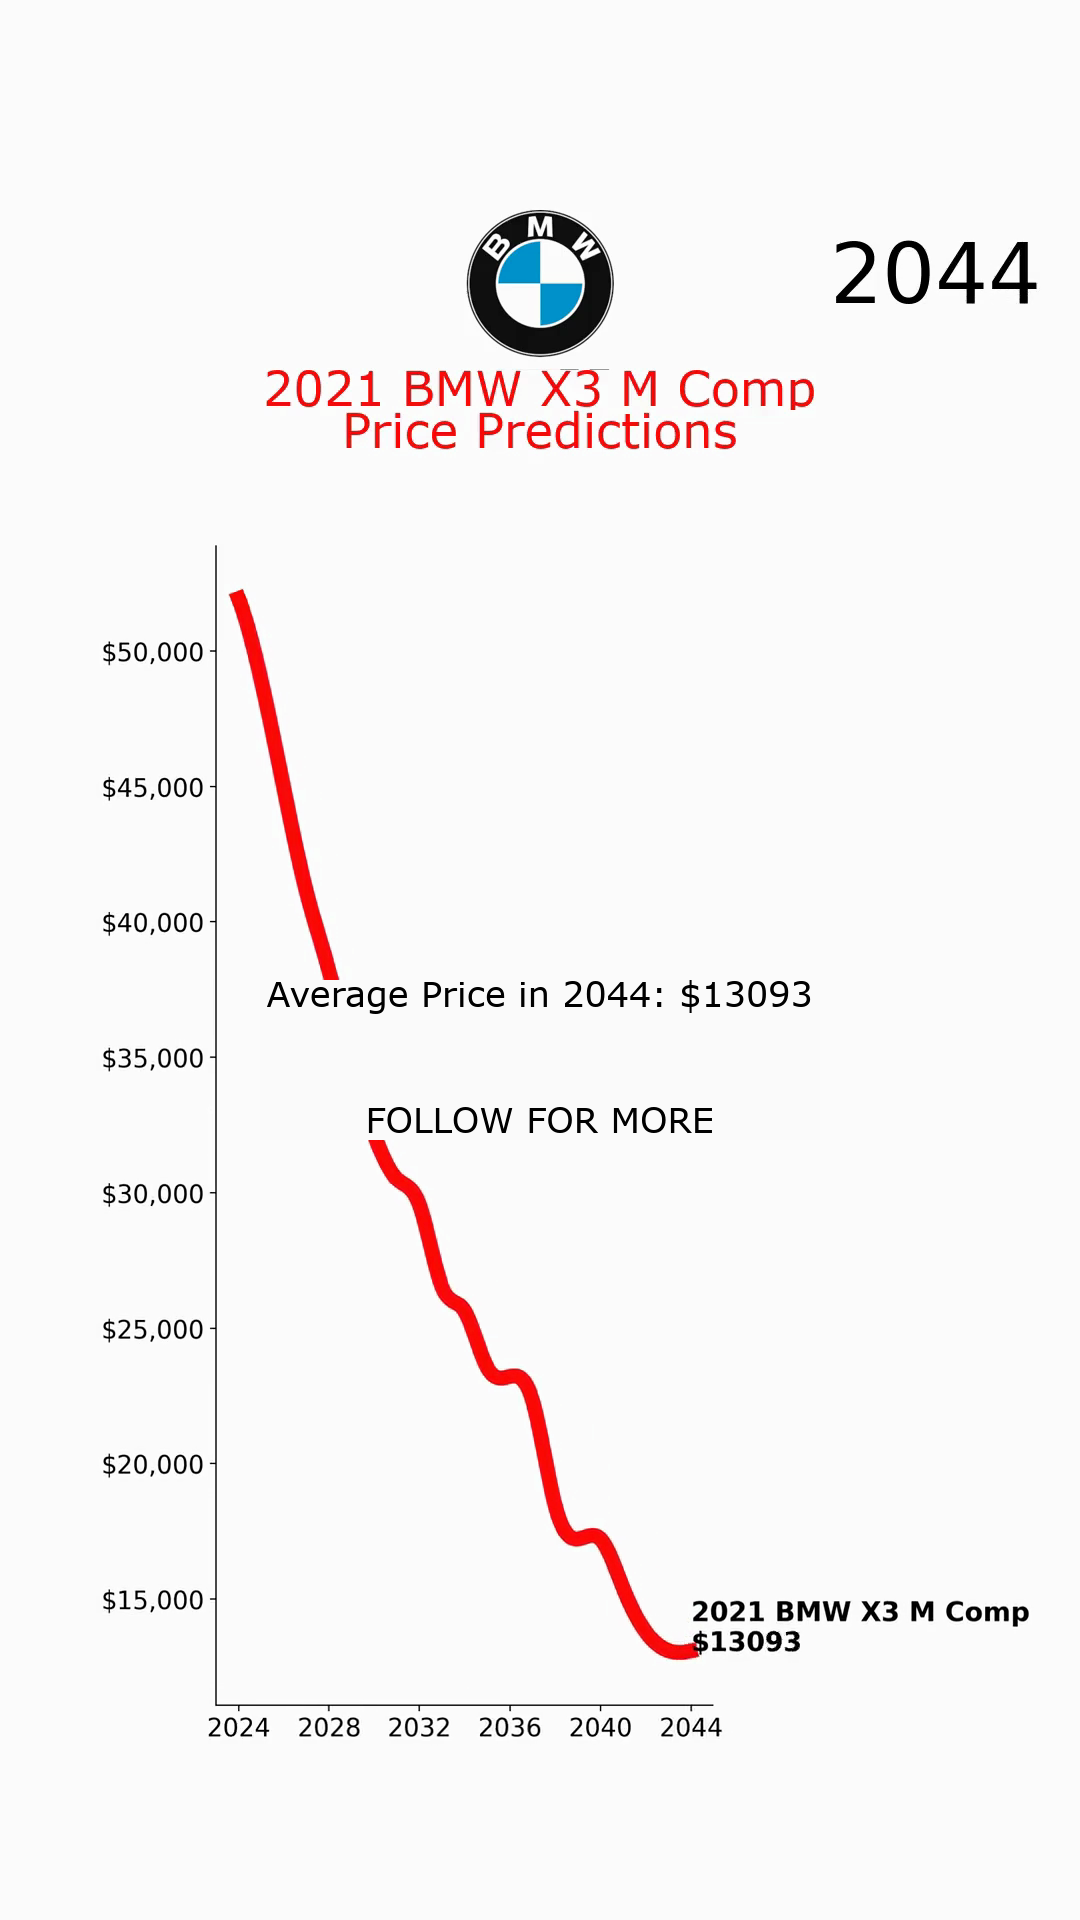 BMW
2044
2021 BMW X3 M Comp
Price Predictions
$50,000
$45,000
$40,000
Average Price in 2044: $13093
$35,000
FOLLOW FOR MORE
$30,000
$25,000
$20,000
$15,000
2021 BMW X3 M Comp
$13093
2024 2028 2032 2036 2040 2044